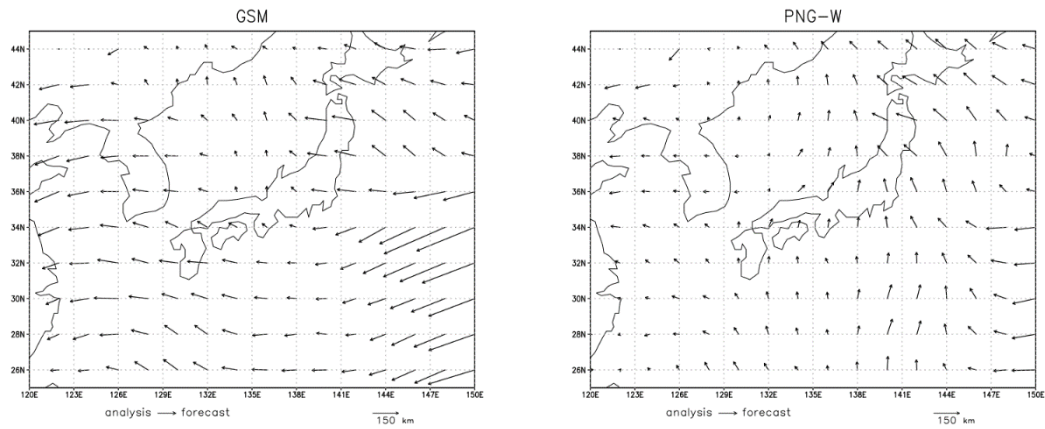 GSM
44N
42N
40N
38N
36N
34N
32N
30N
28N
26N
120E 123E 126E 129E 132E 135E 138E 141E 144E 147E 150E
analysis → forecast
150 km
PNG-W
44N
42N
40N
38N
36N
34N
32N
30N
28N
26N
120E 123E 126E 129E 132E 135E 138E 141E 144E 147E 150E
analysis → forecast
150 km